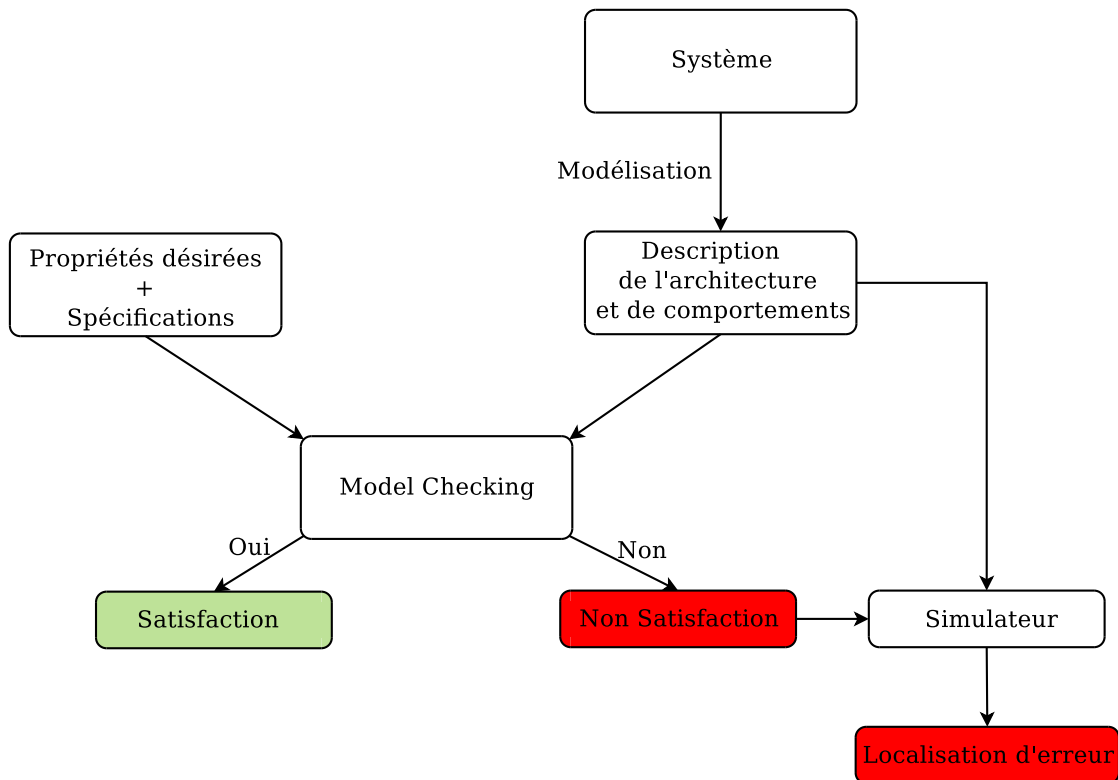 Système
Modélisation
Propriétés désirées
+
Spécifications
Description
de l'architecture
et de comportements
Model Checking
Oui
Non
Satisfaction
Non Satisfaction
Simulateur
Localisation d'erreur